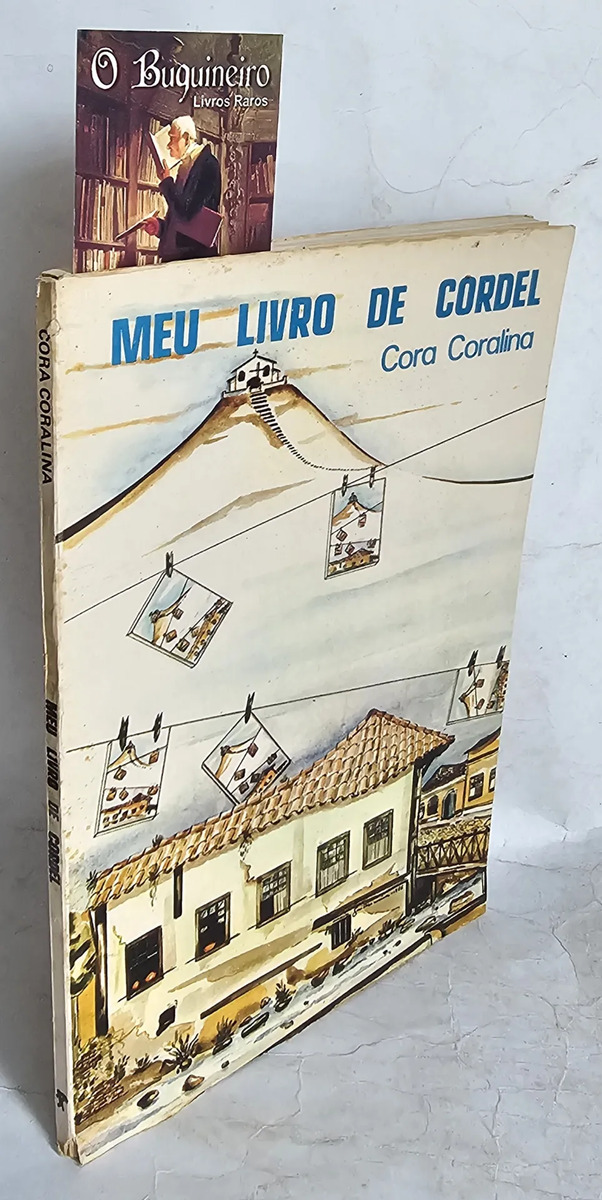 O Buquineiro
Livros Raros
MEU LIVRO DE CORDEL
Cora Coralina
CORA CORALINA
MEU LIVRO DE CORDEL